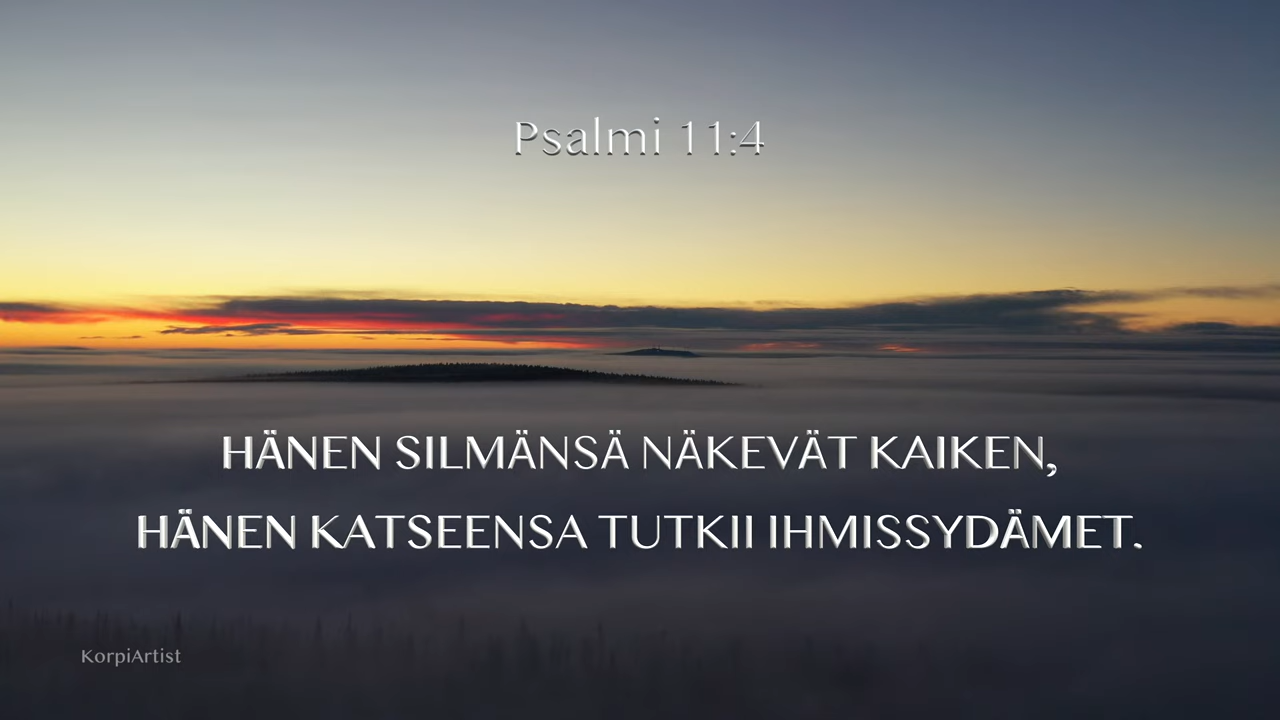 Psalmi 11:4
HÄNEN SILMÄNSÄ NÄKEVÄT KAIKEN,
HÄNEN KATSEENSA TUTKII IHMISSYDÄMET.
KorpiArtist